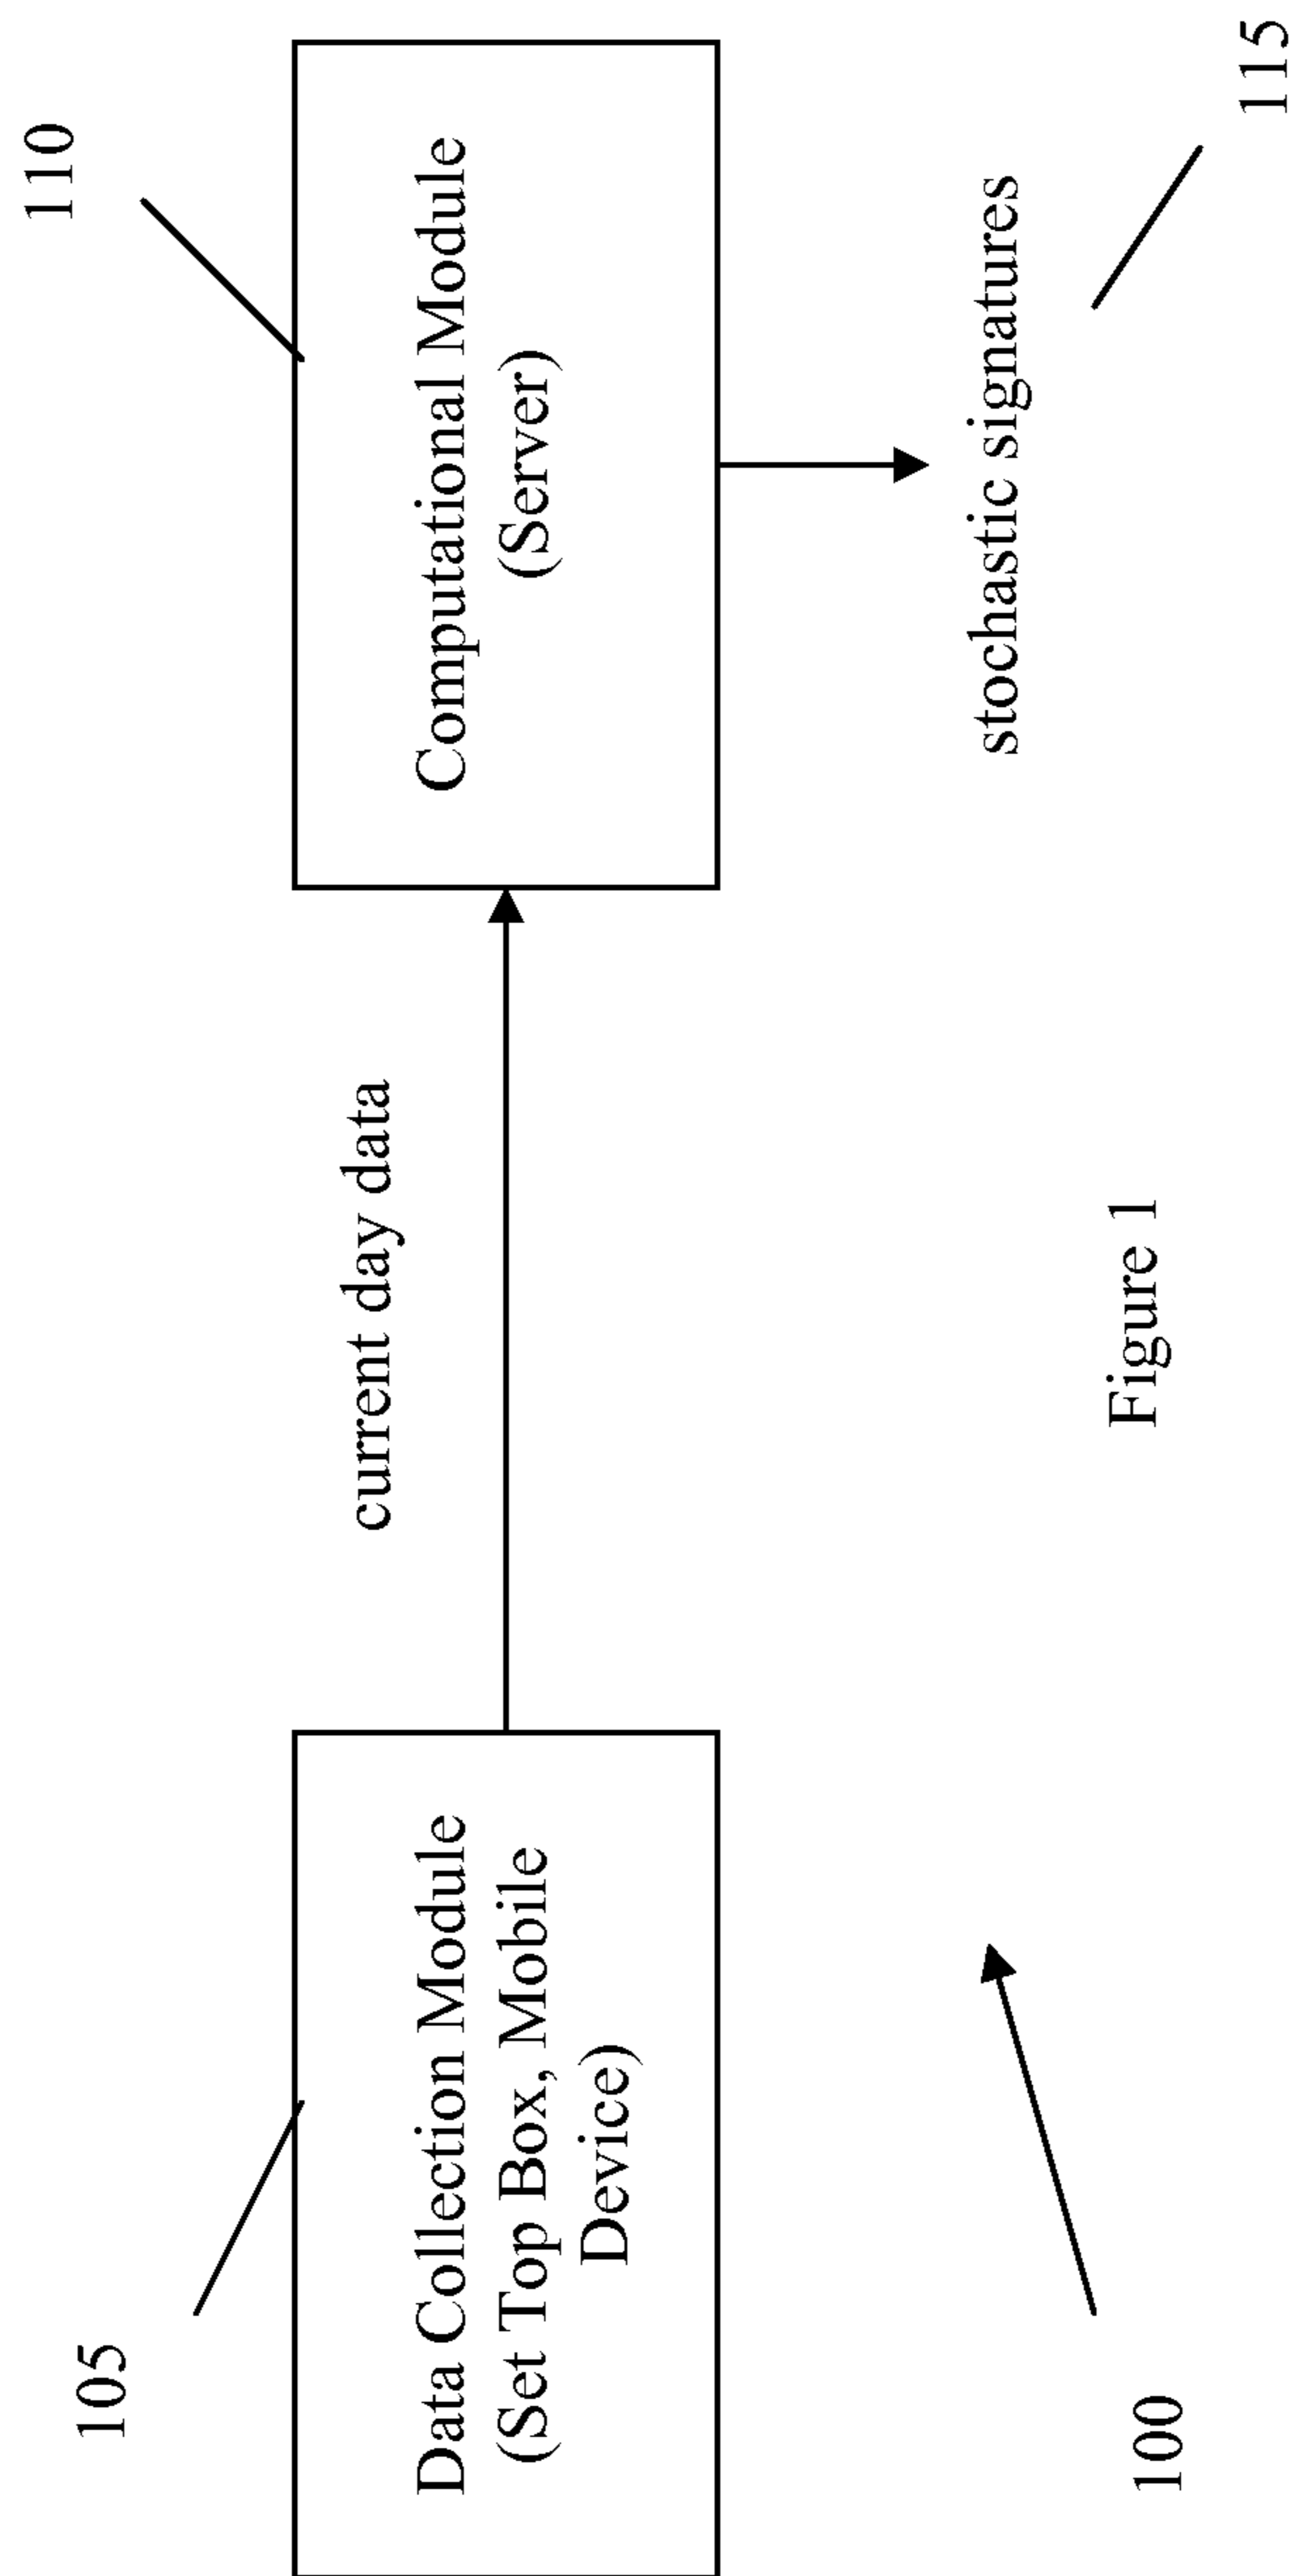 105
110
Data Collection Module
(Set Top Box, Mobile
Device)
current day data
Computational Module
(Server)
stochastic signatures
100
115
Figure 1